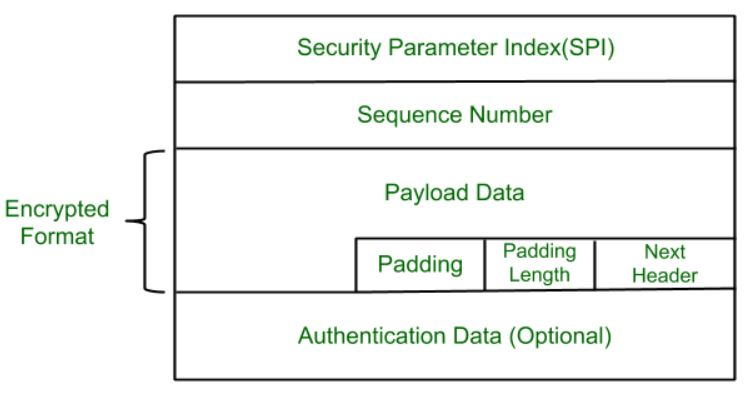 Security Parameter Index(SPI)
Sequence Number
Encrypted
Format
Payload Data
Padding
Padding
Length
Next
Header
Authentication Data (Optional)